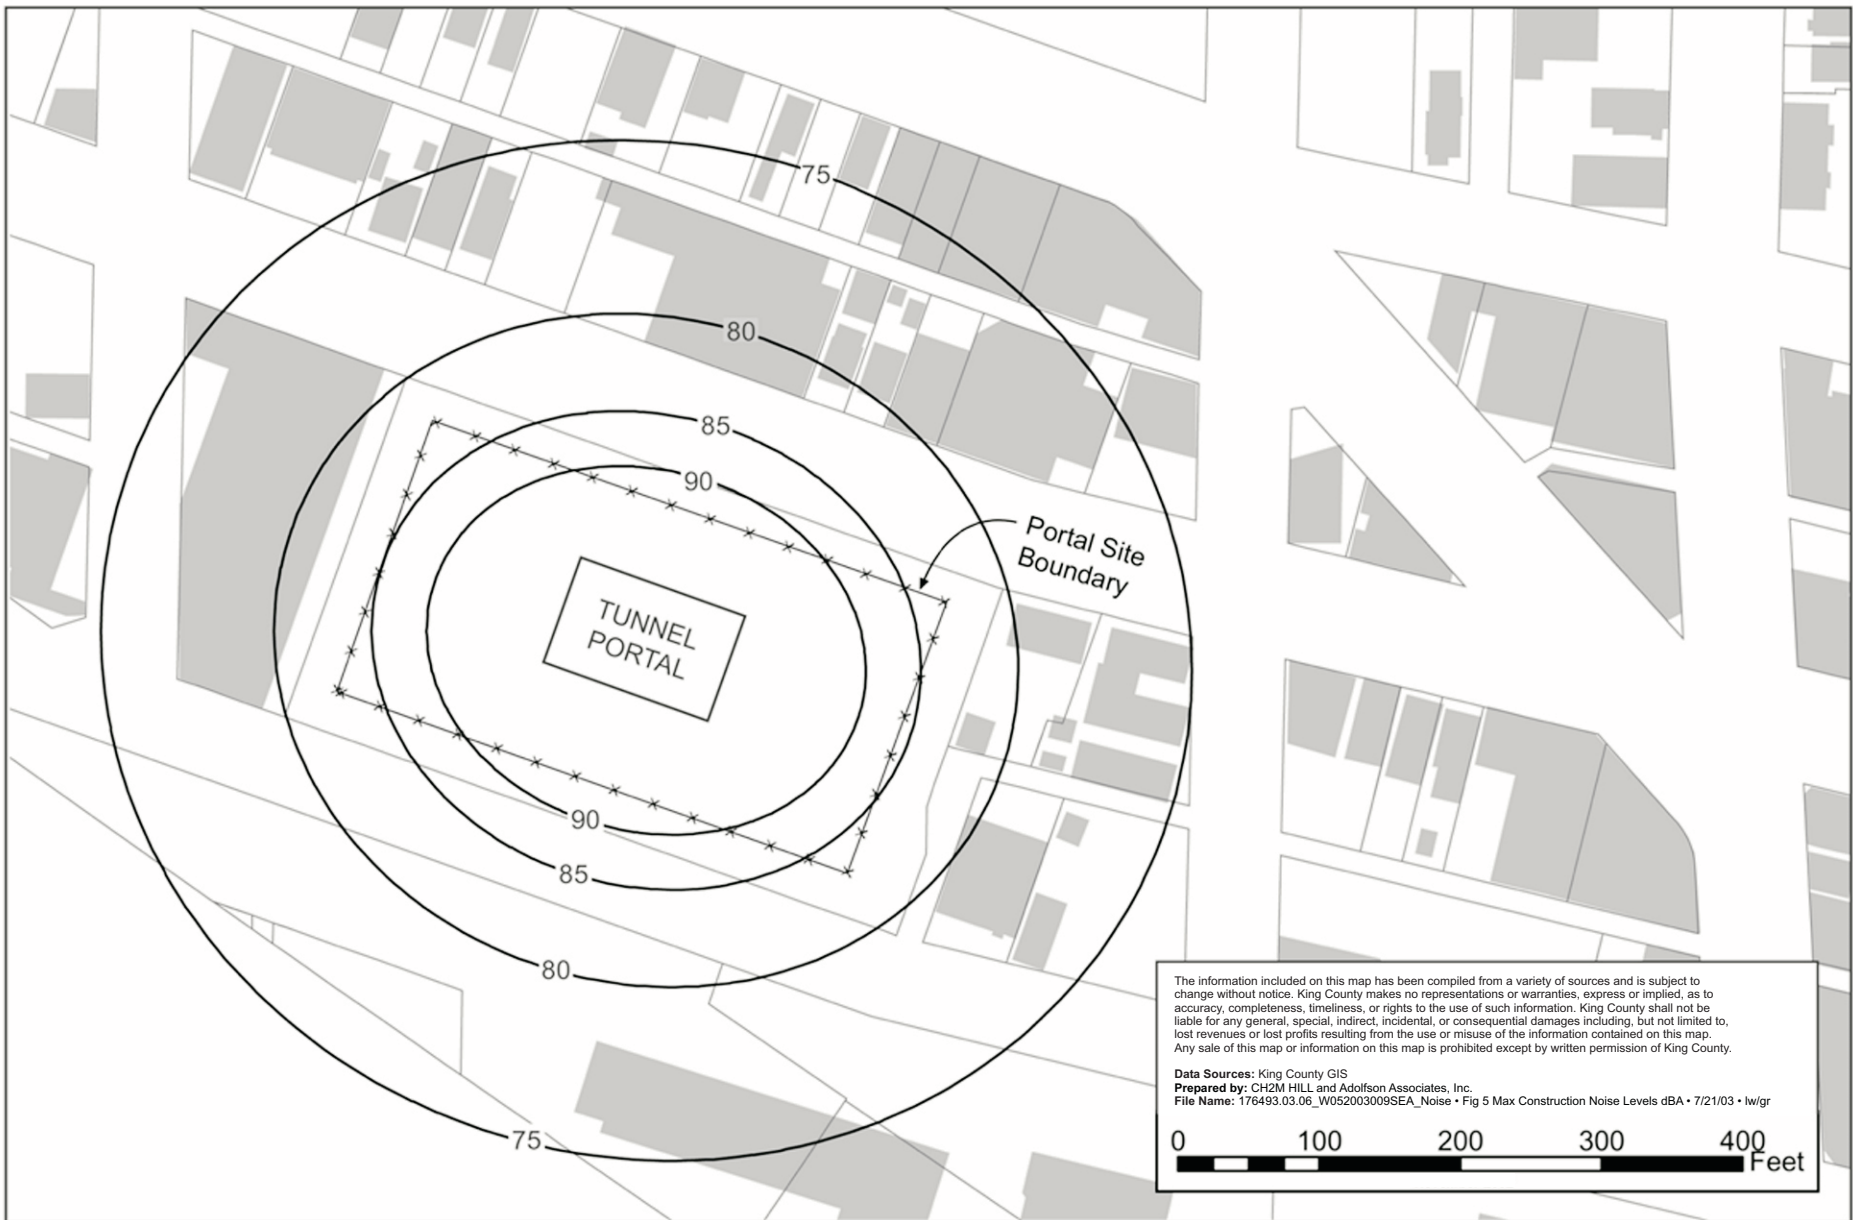 75
80
85
90
Portal Site
Boundary
TUNNEL
PORTAL
90
85
80
75
The information included on this map has been compiled from a variety of sources and is subject to
change without notice. King County makes no representations or warranties, express or implied, as to
accuracy, completeness, timeliness, or rights to the use of such information. King County shall not be
liable for any general, special, indirect, incidental, or consequential damages including, but not limited to,
lost revenues or lost profits resulting from the use or misuse of the information contained on this map.
Any sale of this map or information on this map is prohibited except by written permission of King County.
Data Sources: King County GIS
Prepared by: CH2M HILL and Adolfson Associates, Inc.
File Name: 176493.03.06_W052003009SEA_Noise • Fig 5 Max Construction Noise Levels dBA • 7/21/03 • lw/gr
0 100 200 300 400
Feet